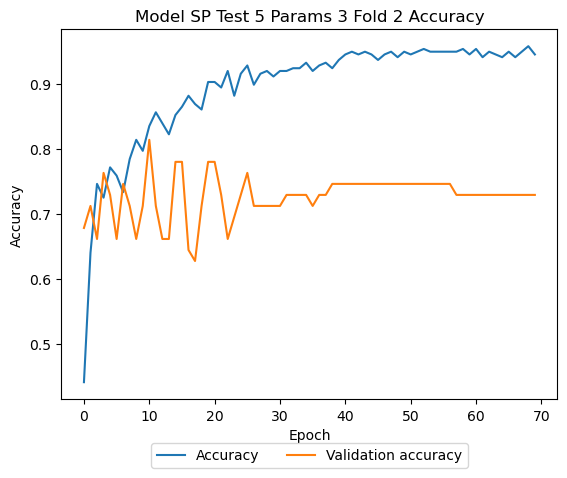 Model SP Test 5 Params 3 Fold 2 Accuracy
Accuracy
0.9
0.8
0.7
0.6
0.5
0 10 20 30 40 50 60 70
Epoch
Accuracy Validation accuracy